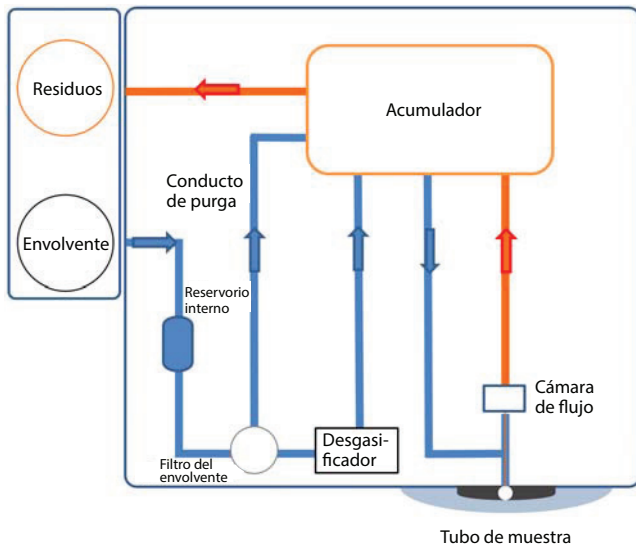 Residuos
Acumulador
Conducto
de purga
Envolvente
Reservorio
interno
Cámara
de flujo
Desgasi-
ficador
Filtro del
envolvente
Tubo de muestra